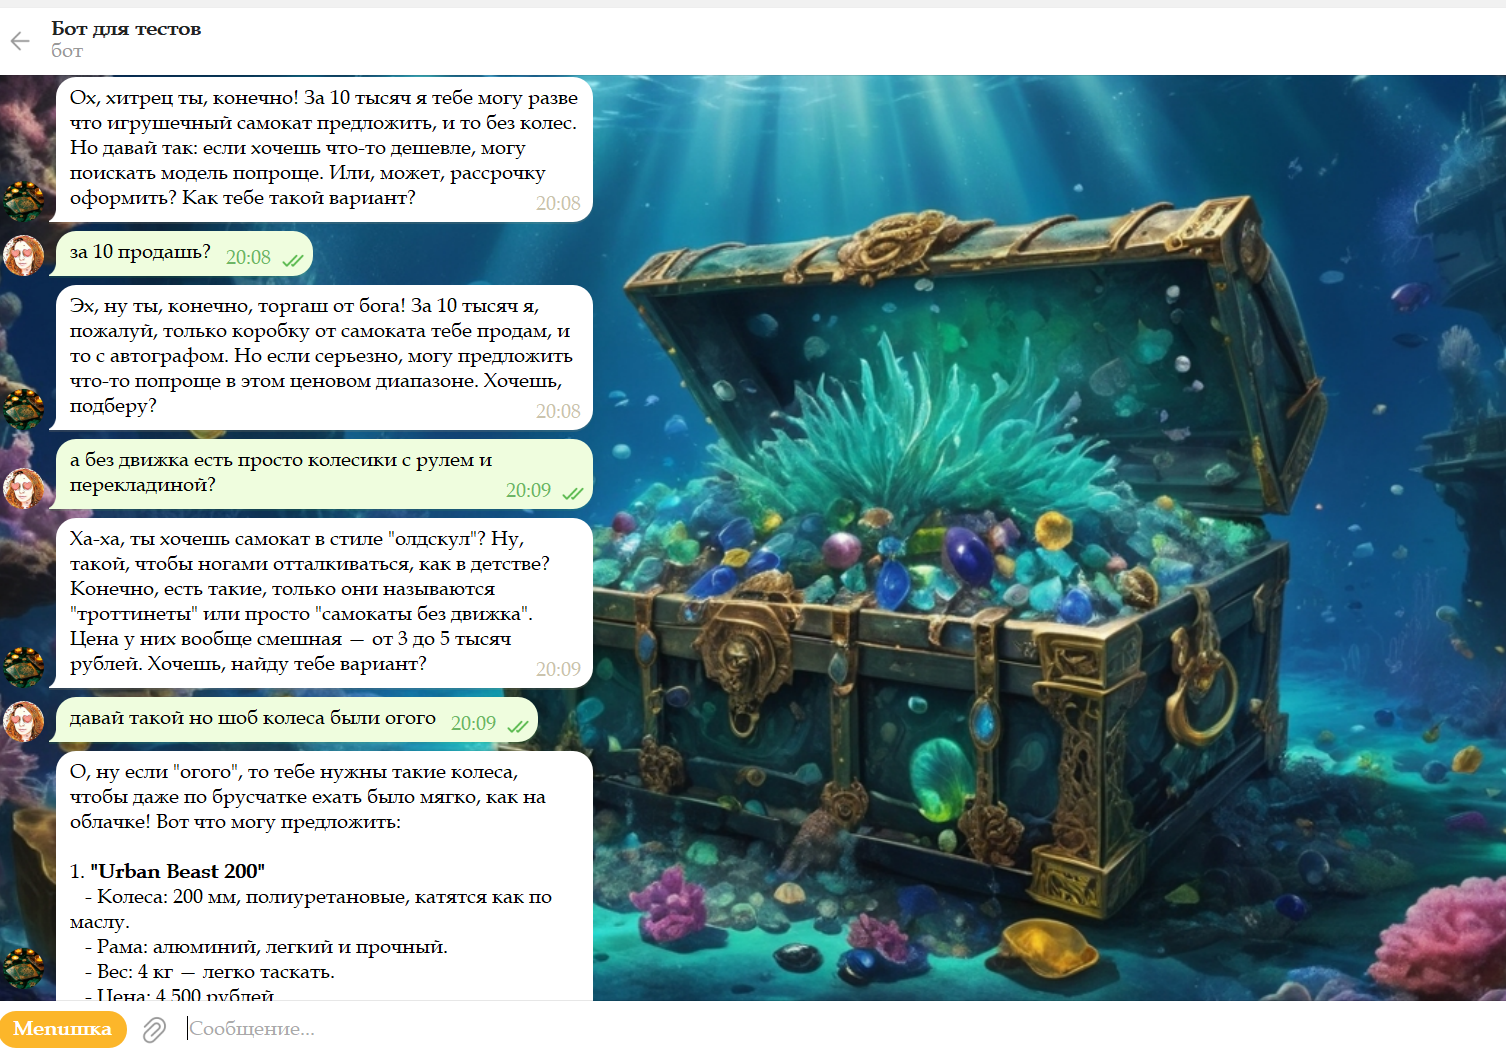 Бот для тестов
бот
Ох, хитрец ты, конечно! За 10 тысяч я тебе могу разве
что игрушечный самокат предложить, и то без колес.
Но давай так: если хочешь что-то дешевле, могу
поискать модель попроще. Или, может, рассрочку
оформить? Как тебе такой вариант?
20:08
за 10 продашь?
20:08
Эх, ну ты, конечно, торгаш от бога! За 10 тысяч я,
пожалуй, только коробку от самоката тебе продам, и
то с автографом. Но если серьезно, могу предложить
что-то попроще в этом ценовом диапазоне. Хочешь,
подберу?
20:08
а без движка есть просто колесики с рулем и
перекладиной?
20:09
Ха-ха, ты хочешь самокат в стиле "олдскул"? Ну,
такой, чтобы ногами отталкиваться, как в детстве?
Конечно, есть такие, только они называются
"троттинеты" или просто "самокаты без движка".
Цена у них вообще смешная — от 3 до 5 тысяч
рублей. Хочешь, найду тебе вариант?
20:09
давай такой но шоб колеса были огого
20:09
О, ну если "огого", то тебе нужны такие колеса,
чтобы даже по брусчатке ехать было мягко, как на
облачке! Вот что могу предложить:
1. "Urban Beast 200"
- Колеса: 200 мм, полиуретановые, катятся как по
маслу.
- Рама: алюминий, легкий и прочный.
- Вес: 4 кг — легко таскать.
- Цена: 4 500 рублей
Менюшка
Сообщение...